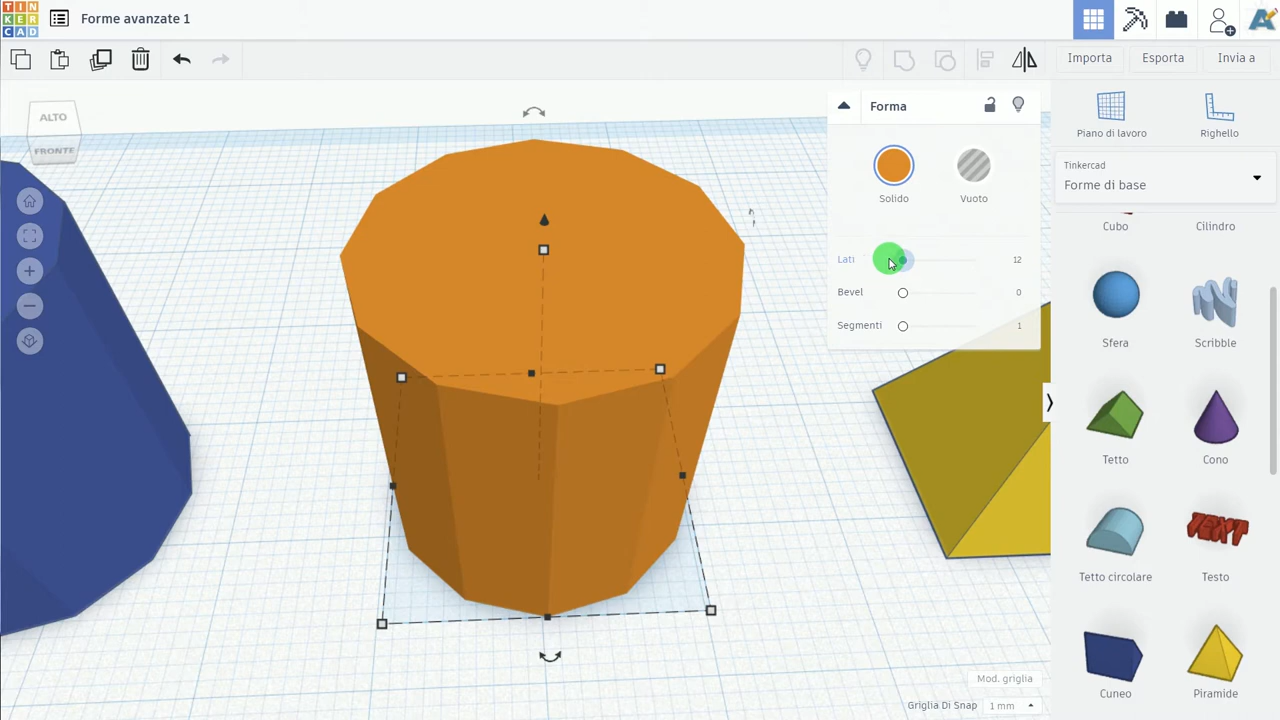 TIN
KER
CAD
Forme avanzate 1
Importa
Esporta
Invia a
ALTO
FRONTE
Forma
Solido
Vuoto
Lati
12
Bevel
0
Segmenti
1
Piano di lavoro
Righello
Tinkercad
Forme di base
Cubo
Cilindro
Sfera
Scribble
Tetto
Cono
TEXT
Tetto circolare
Testo
Cuneo
Piramide
Mod. griglia
Griglia Di Snap
1 mm